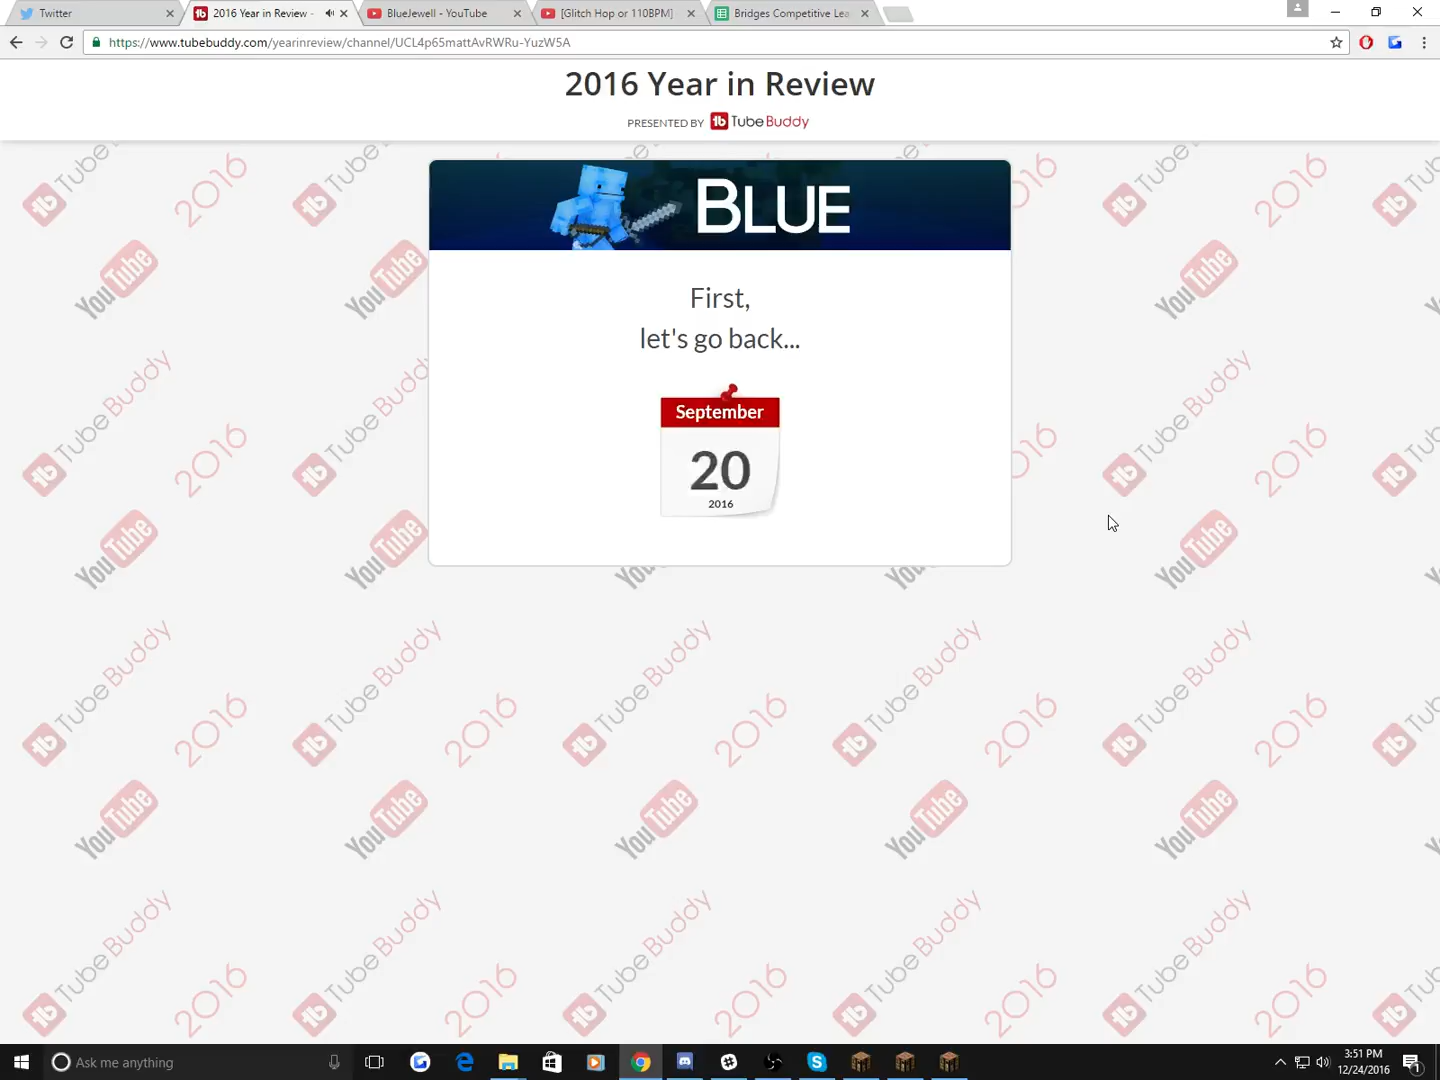 Twitter
2016 Year in Review -
BlueJewell - YouTube
[Glitch Hop or 110BPM]
Bridges Competitive Lea
https://www.tubebuddy.com/yearinreview/channel/UCL4p65mattAvRWRu-YuzW5A
2016 Year in Review
PRESENTED BY TubeBuddy
BLUE
First,
let's go back...
September
20
2016
TubeBuddy
2016
YouTube
Ask me anything
3:51 PM
12/24/2016